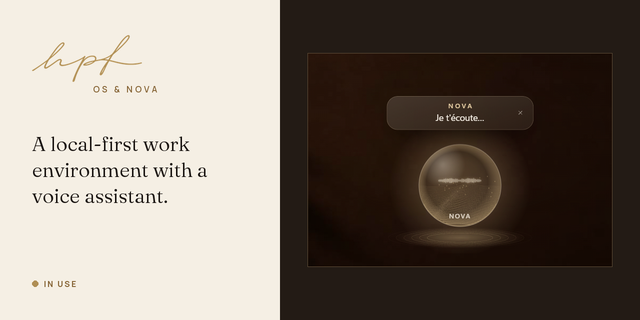 hpf
OS & NOVA
A local-first work
environment with a
voice assistant.
IN USE
NOVA
Je t'écoute...
×
NOVA